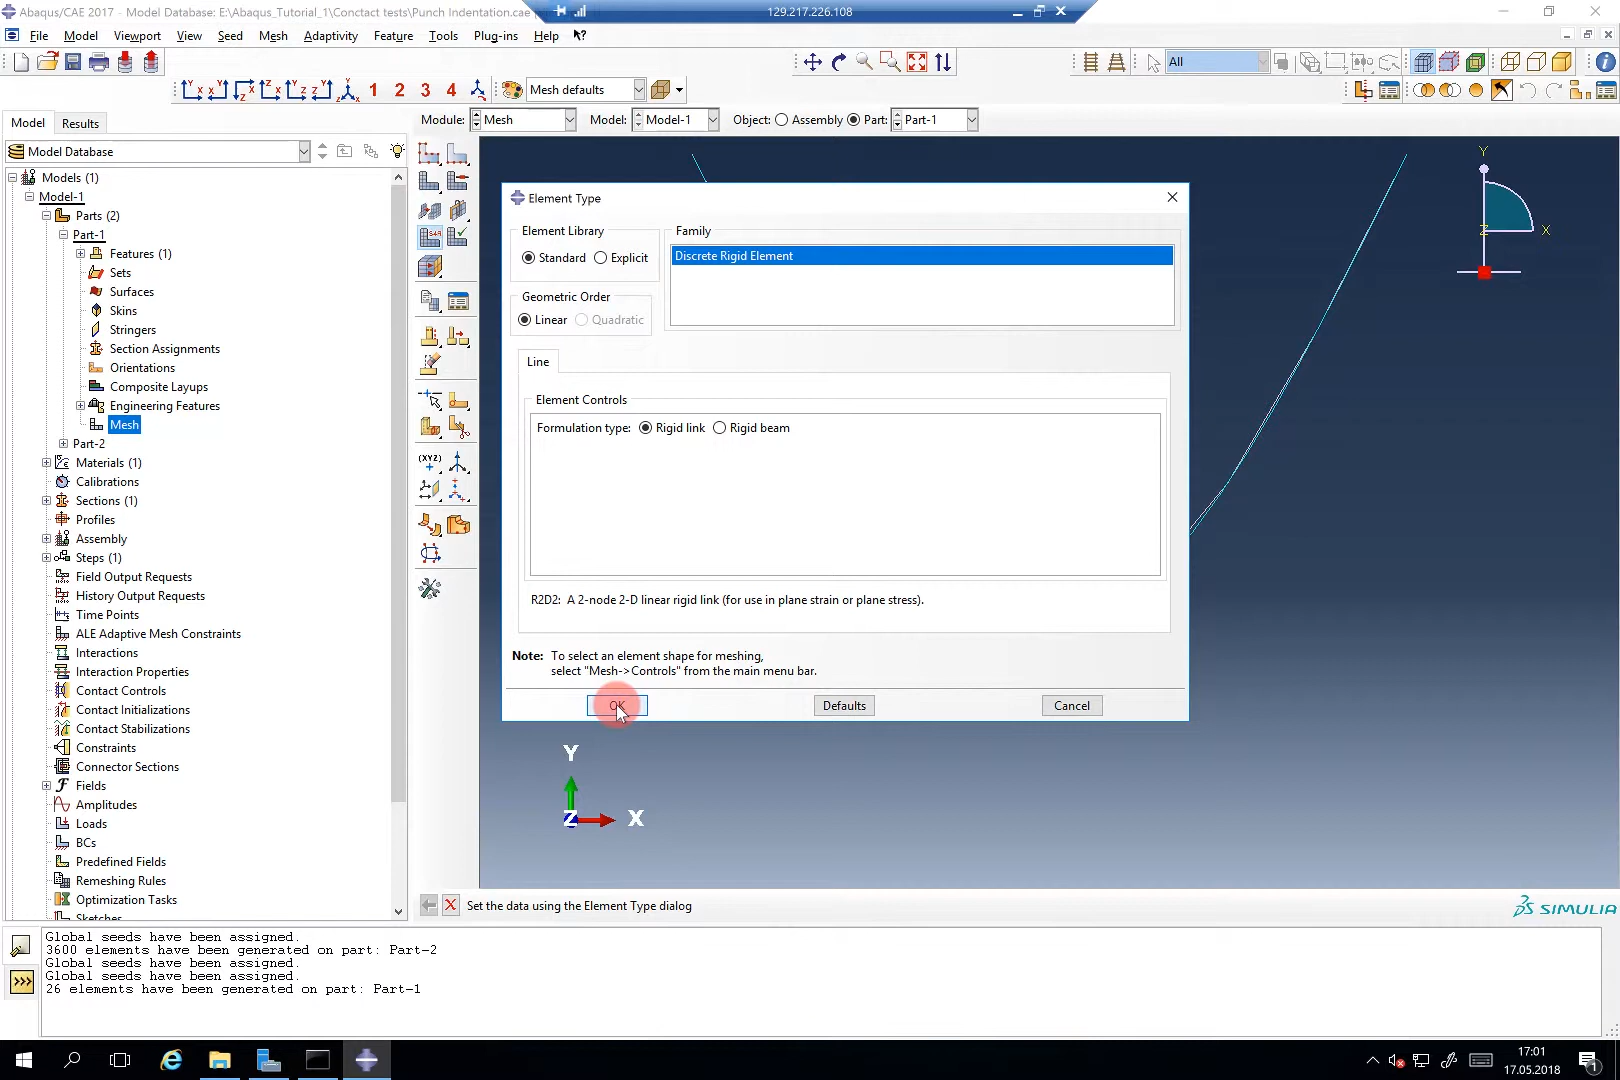 Abaqus/CAE 2017 - Model Database: E:\Abaqus_Tutorial_1\Conctact tests\Punch Indentation.cae
129.217.226.108
File Model Viewport View Seed Mesh Adaptivity Feature Tools Plug-ins Help
All
1 2 3 4
Mesh defaults
Model Results
Module: Mesh Model: Model-1 Object: Assembly Part: Part-1
Model Database
Models (1)
Model-1
Parts (2)
Part-1
Features (1)
Sets
Surfaces
Skins
Stringers
Section Assignments
Orientations
Composite Layups
Engineering Features
Mesh
Part-2
Materials (1)
Calibrations
Sections (1)
Profiles
Assembly
Steps (1)
Field Output Requests
History Output Requests
Time Points
ALE Adaptive Mesh Constraints
Interactions
Interaction Properties
Contact Controls
Contact Initializations
Contact Stabilizations
Constraints
Connector Sections
Fields
Amplitudes
Loads
BCs
Predefined Fields
Remeshing Rules
Optimization Tasks
Sketches
(XYZ)
Element Type
Element Library
Standard Explicit
Geometric Order
Linear Quadratic
Family
Discrete Rigid Element
Line
Element Controls
Formulation type: Rigid link Rigid beam
R2D2: A 2-node 2-D linear rigid link (for use in plane strain or plane stress).
Note: To select an element shape for meshing,
select "Mesh->Controls" from the main menu bar.
OK Defaults Cancel
Y
X
Z
Y
Z
X
Set the data using the Element Type dialog
SIMULIA
Global seeds have been assigned.
3600 elements have been generated on part: Part-2
Global seeds have been assigned.
Global seeds have been assigned.
26 elements have been generated on part: Part-1
>>>
17:01
17.05.2018
1